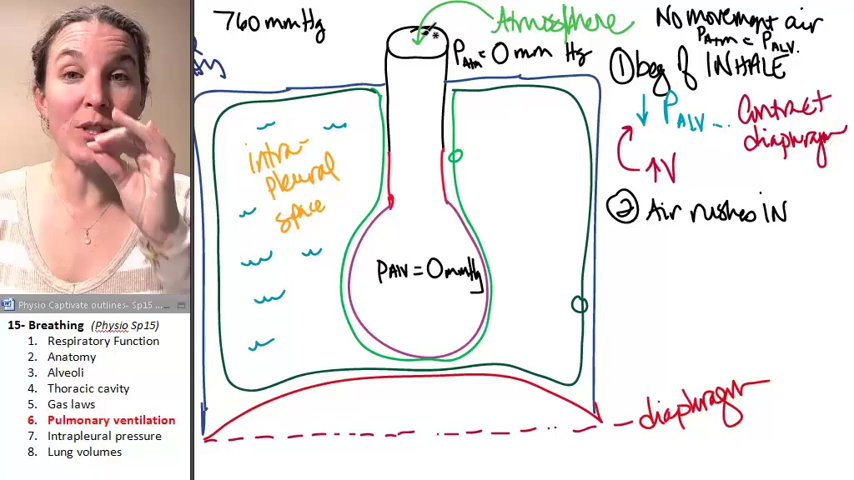 760 mmHg
Atmosphere
PAtm = 0 mm Hg
No movement air
PATM = PALV.
① beg of INHALE
↓ PALV ..
Contract
diaphragm
↑V
② Air rushes IN
intra-
pleural
space
PAlV = 0mmHg
diaphragm
Physio Captivate outlines- Sp15 ...
15- Breathing (Physio Sp15)
1. Respiratory Function
2. Anatomy
3. Alveoli
4. Thoracic cavity
5. Gas laws
6. Pulmonary ventilation
7. Intrapleural pressure
8. Lung volumes